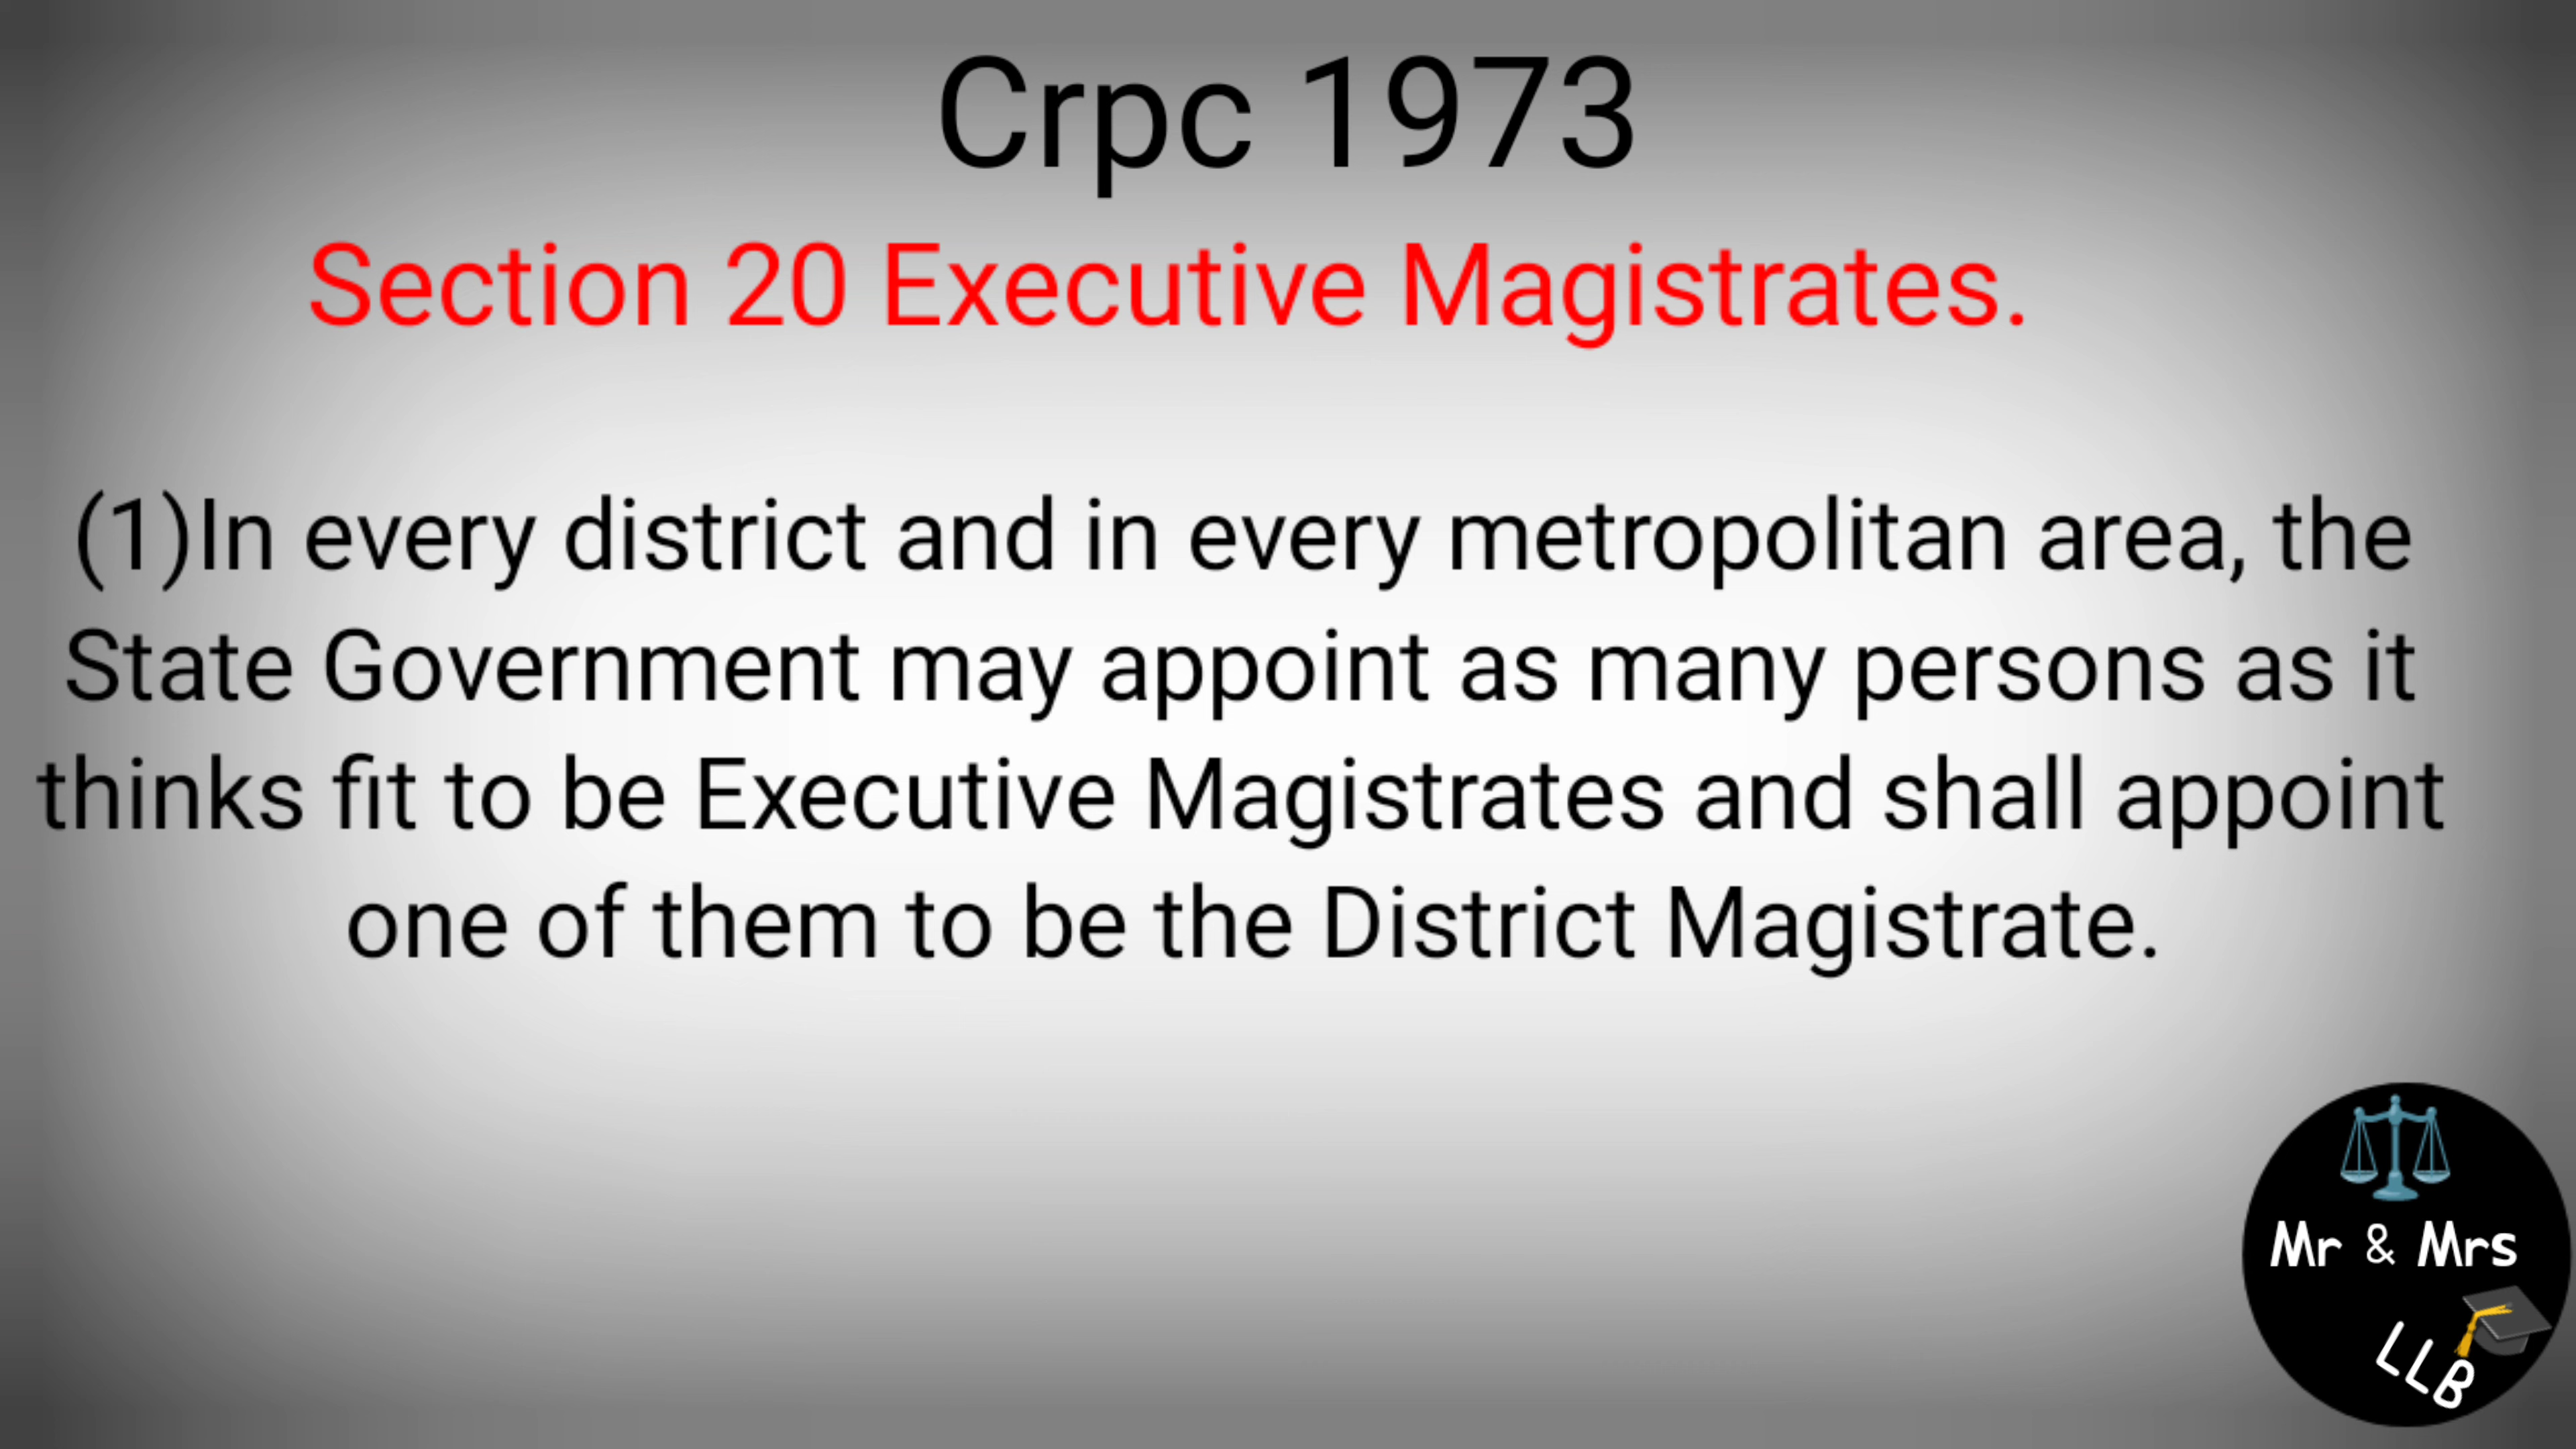 Crpc 1973
Section 20 Executive Magistrates.
(1)In every district and in every metropolitan area, the
State Government may appoint as many persons as it
thinks fit to be Executive Magistrates and shall appoint
one of them to be the District Magistrate.
Mr & Mrs
LLB